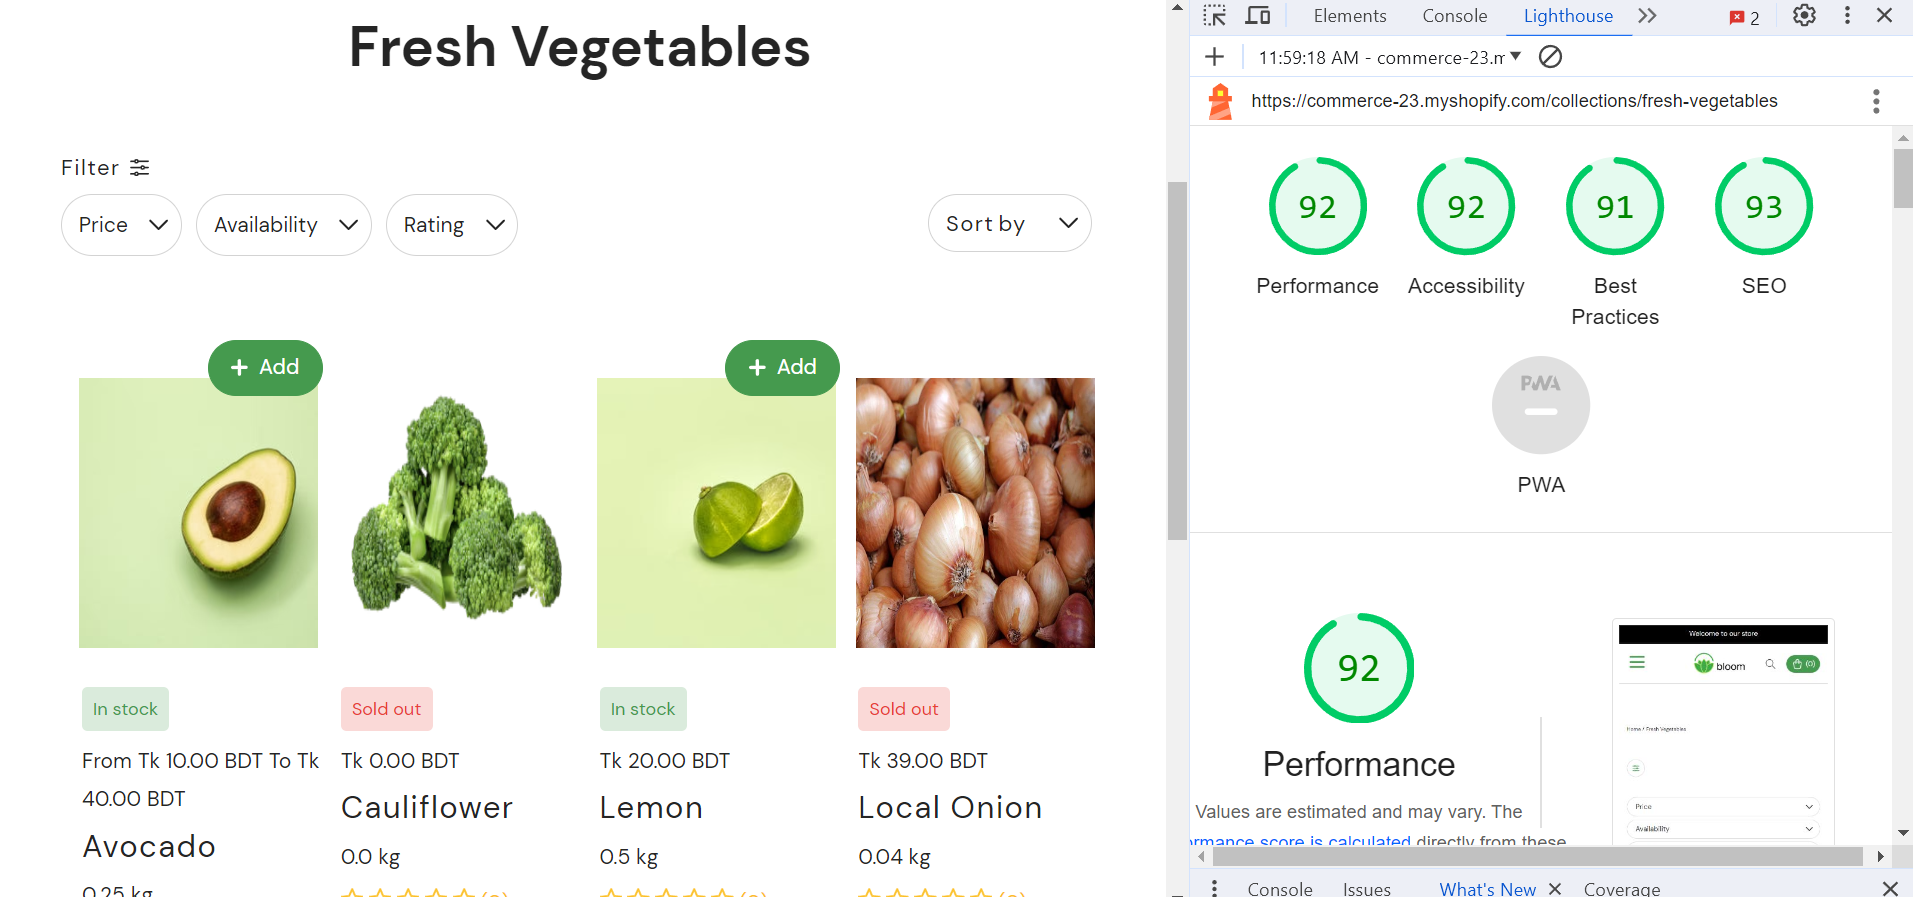 Fresh Vegetables
Filter
Price
Availability
Rating
Sort by
+ Add
+ Add
In stock
Sold out
In stock
Sold out
From Tk 10.00 BDT To Tk
40.00 BDT
Tk 0.00 BDT
Tk 20.00 BDT
Tk 39.00 BDT
Avocado
Cauliflower
Lemon
Local Onion
0.25 kg
0.0 kg
0.5 kg
0.04 kg
Elements
Console
Lighthouse
2
11:59:18 AM - commerce-23.m
https://commerce-23.myshopify.com/collections/fresh-vegetables
92
92
91
93
Performance
Accessibility
Best
Practices
SEO
PWA
PWA
92
Performance
Values are estimated and may vary. The
rmance score is calculated directly from these
Welcome to our store
bloom
(0)
Home / Fresh Vegetables
Price
Availability
Console
Issues
What's New
Coverage